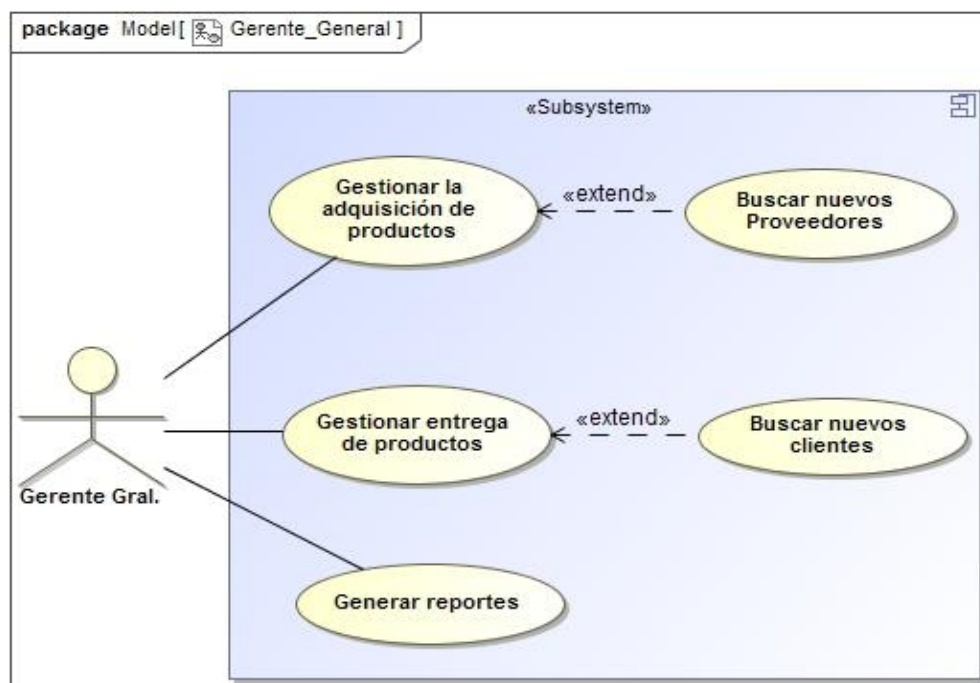 package Model[ Gerente_General ]
«Subsystem»
Gestionar la
adquisición de
productos
«extend»
Buscar nuevos
Proveedores
Gestionar entrega
de productos
«extend»
Buscar nuevos
clientes
Gerente Gral.
Generar reportes